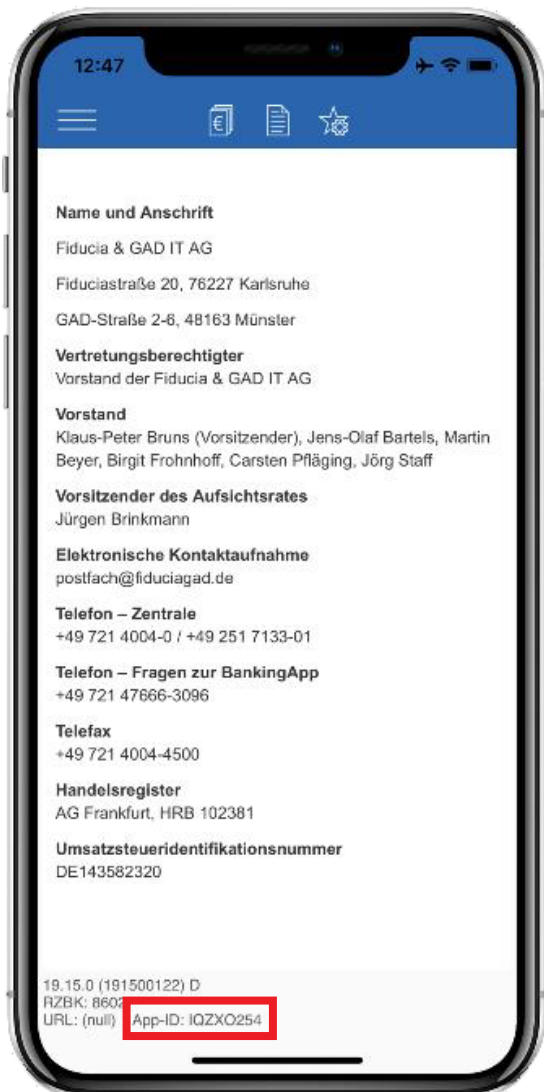 12:47
Name und Anschrift
Fiducia & GAD IT AG
Fiduciastraße 20, 76227 Karlsruhe
GAD-Straße 2-6, 48163 Münster
Vertretungsberechtigter
Vorstand der Fiducia & GAD IT AG
Vorstand
Klaus-Peter Bruns (Vorsitzender), Jens-Olaf Bartels, Martin
Beyer, Birgit Frohnhoff, Carsten Pfläging, Jörg Staff
Vorsitzender des Aufsichtsrates
Jürgen Brinkmann
Elektronische Kontaktaufnahme
postfach@fiduciagad.de
Telefon – Zentrale
+49 721 4004-0 / +49 251 7133-01
Telefon – Fragen zur BankingApp
+49 721 47666-3096
Telefax
+49 721 4004-4500
Handelsregister
AG Frankfurt, HRB 102381
Umsatzsteueridentifikationsnummer
DE143582320
19.15.0 (191500122) D
RZBK: 8602
URL: (null) App-ID: IQZXO254